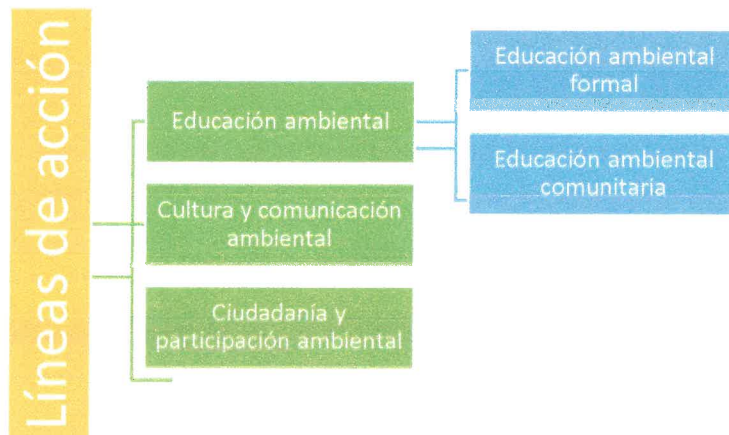 Líneas de acción
Educación ambiental
Educación ambiental
formal
Educación ambiental
comunitaria
Cultura y comunicación
ambiental
Ciudadanía y
participación ambiental